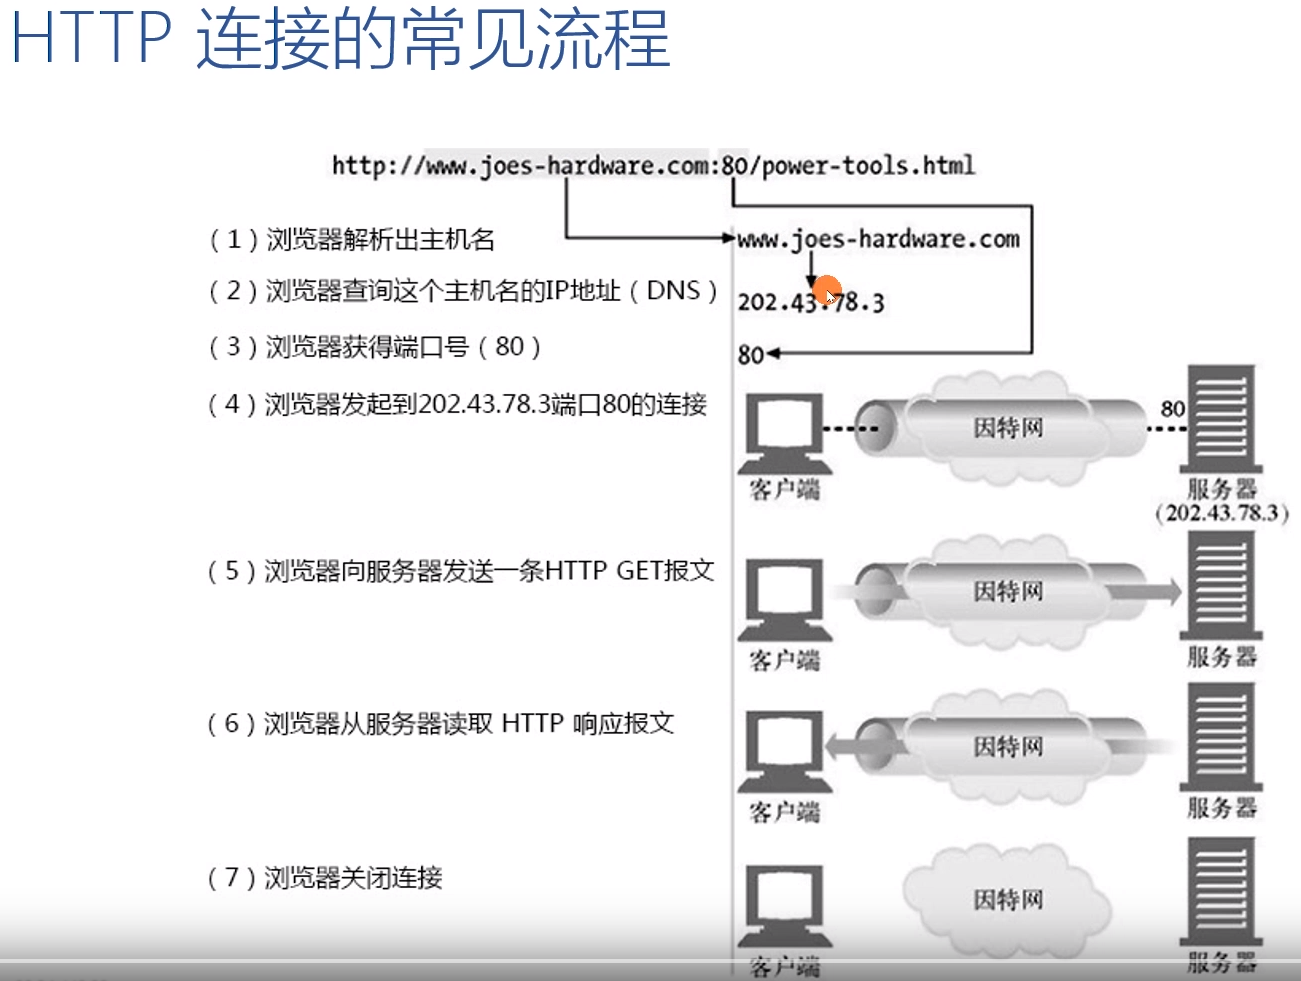 HTTP 连接的常见流程
http://www.joes-hardware.com:80/power-tools.html
（1）浏览器解析出主机名
www.joes-hardware.com
（2）浏览器查询这个主机名的IP地址（DNS）
202.43.78.3
（3）浏览器获得端口号（80）
80
（4）浏览器发起到202.43.78.3端口80的连接
因特网
80
客户端
服务器
(202.43.78.3)
（5）浏览器向服务器发送一条HTTP GET报文
因特网
客户端
服务器
（6）浏览器从服务器读取 HTTP 响应报文
因特网
客户端
服务器
（7）浏览器关闭连接
因特网
客户端
服务器